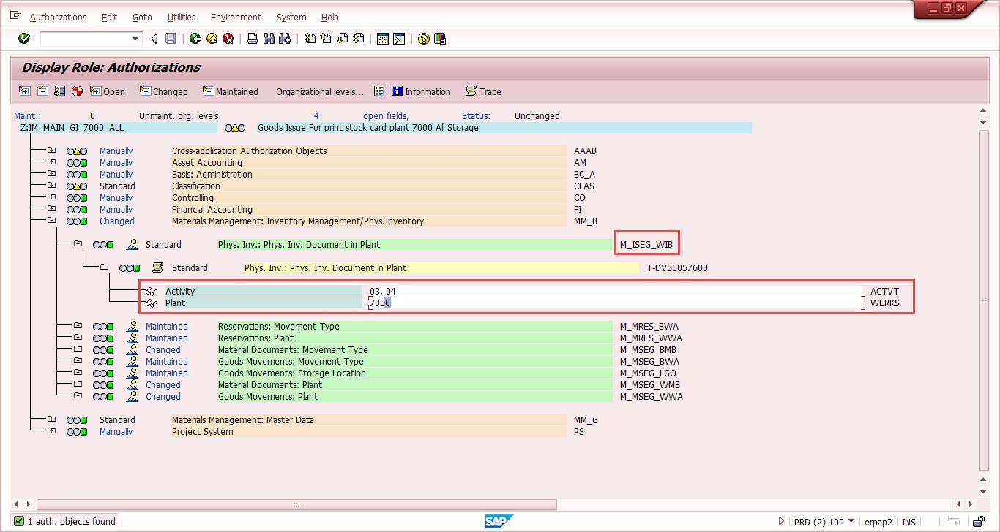 Authorizations Edit Goto Utilities Environment System Help
Display Role: Authorizations
Open Changed Maintained Organizational levels... Information Trace
Maint.: 0 Unmaint. org. levels 4 open fields, Status: Unchanged
Z:IM_MAIN_GI_7000_ALL Goods Issue For print stock card plant 7000 All Storage
Manually Cross-application Authorization Objects AAAB
Manually Asset Accounting AM
Manually Basis: Administration BC_A
Standard Classification CLAS
Manually Controlling CO
Manually Financial Accounting FI
Changed Materials Management: Inventory Management/Phys.Inventory MM_B
Standard Phys. Inv.: Phys. Inv. Document in Plant M_ISEG_WIB
Standard Phys. Inv.: Phys. Inv. Document in Plant T-DV50057600
Activity 03, 04 ACTVT
Plant 7000 WERKS
Maintained Reservations: Movement Type M_MRES_BWA
Maintained Reservations: Plant M_MRES_WWA
Changed Material Documents: Movement Type M_MSEG_BMB
Maintained Goods Movements: Movement Type M_MSEG_BWA
Maintained Goods Movements: Storage Location M_MSEG_LGO
Changed Material Documents: Plant M_MSEG_WMB
Changed Goods Movements: Plant M_MSEG_WWA
Standard Materials Management: Master Data MM_G
Manually Project System PS
1 auth. objects found SAP PRD (2) 100 erpap2 INS